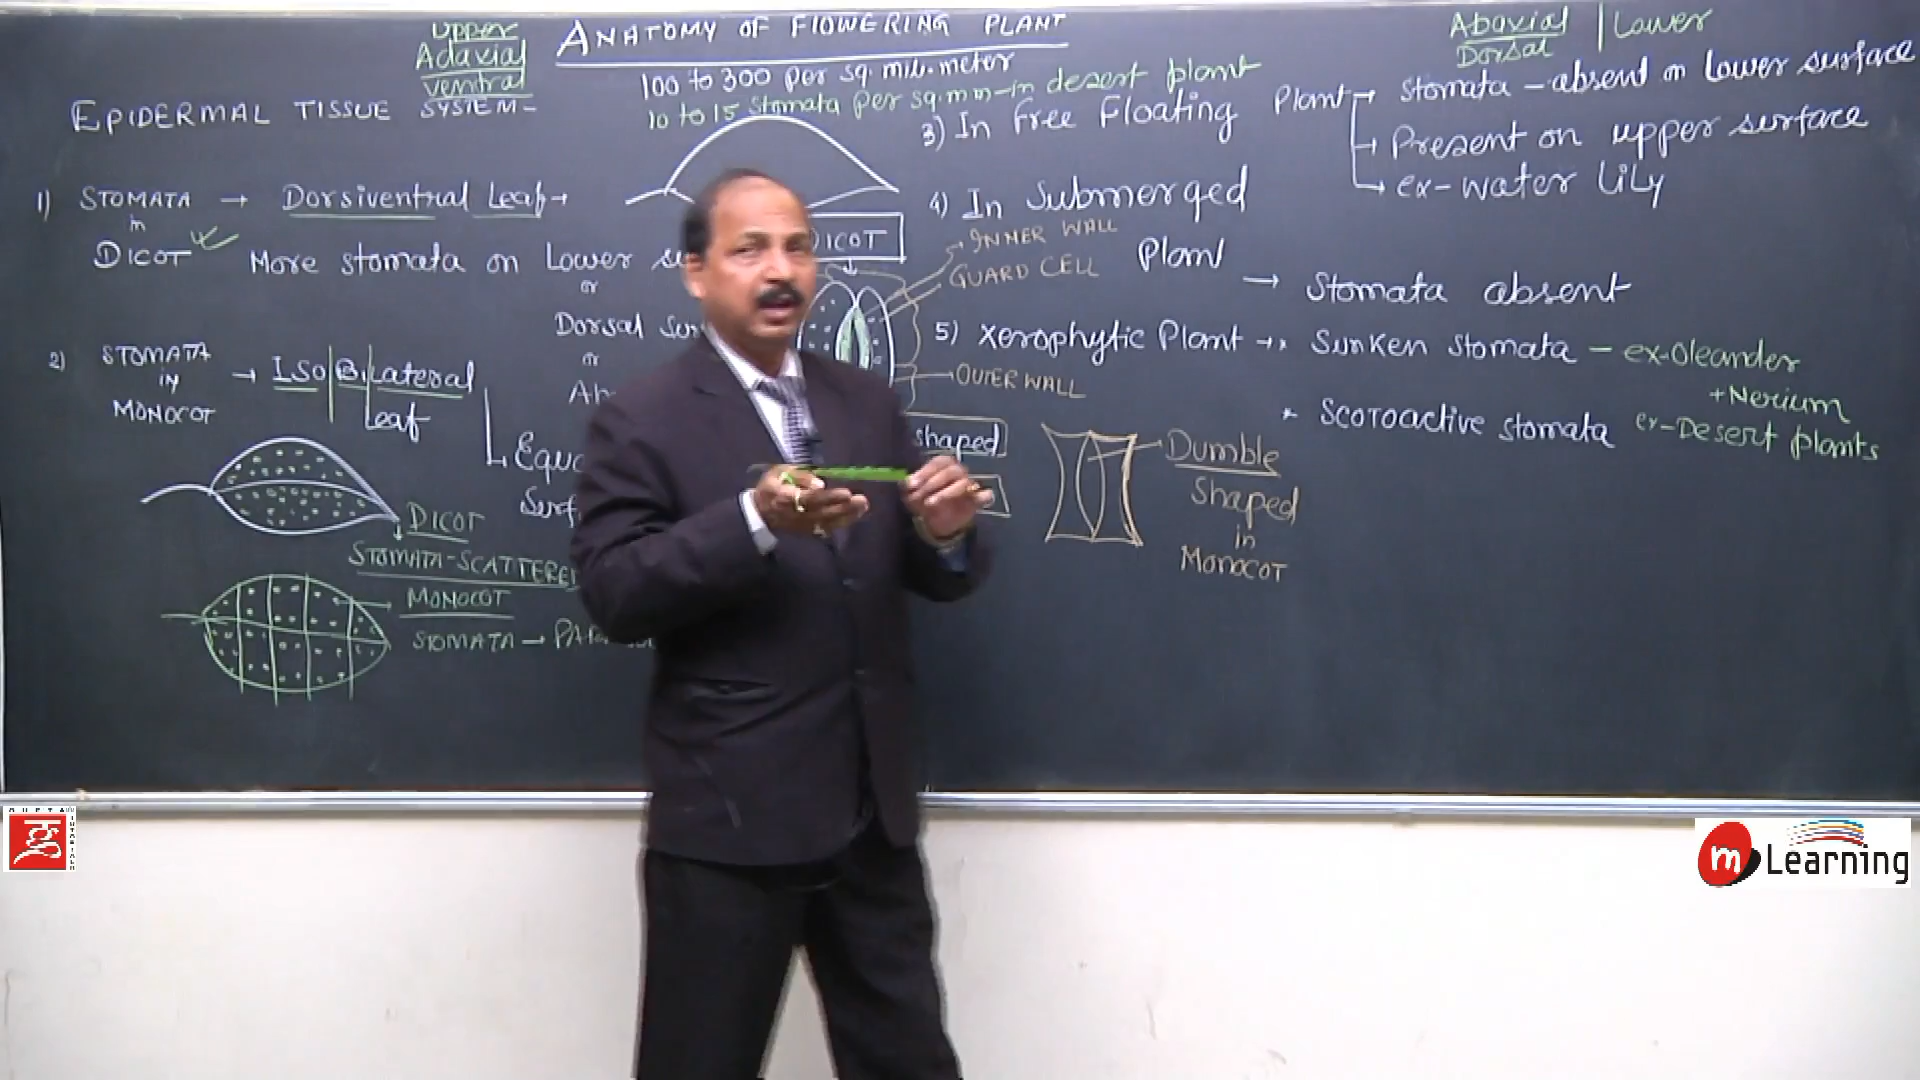 Upper
Adaxial
ventral
ANATOMY OF FLOWERING PLANT
100 to 300 per sq. mili.meter
10 to 15 stomata per sq.mm-in desert plant
EPIDERMAL TISSUE SYSTEM-
1) STOMATA → Dorsiventral Leaf→
in
DICOT
More stomata on Lower
or
Dorsal
or
2) STOMATA → ISOBilateral
in
MONOCOT
Leaf
DICOT
STOMATA-SCATTERED
MONOCOT
STOMATA →
DICOT
INNER WALL
GUARD CELL
OUTER WALL
shaped
Abaxial | Lower
Dorsal
3) In Free Floating Plant → stomata - absent on lower surface
→ Present on upper surface
→ ex-water lily
4) In Submerged
Plant → Stomata absent
5) Xerophytic Plant → * Sunken stomata - ex-Oleander
+Nerium
* Scotoactive stomata ex-Desert plants
Dumble
Shaped
in
MONOCOT
GUPTA TUTORIALS
m Learning